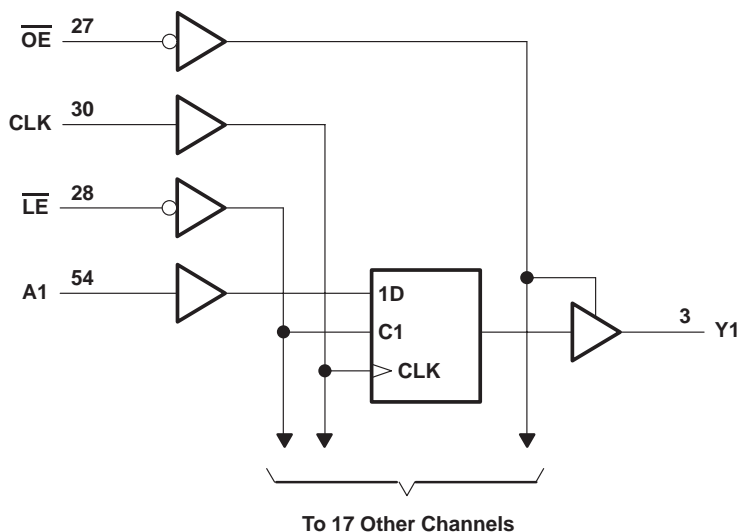 OE 27
CLK 30
LE 28
A1 54
1D
C1
CLK
3 Y1
To 17 Other Channels